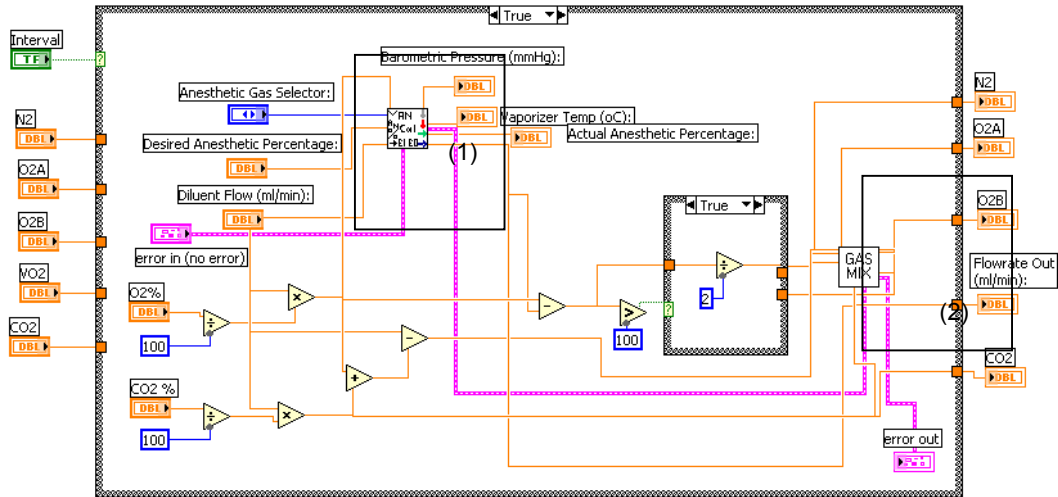 True
Interval
TF
?
Barometric Pressure (mmHg):
DBL
Anesthetic Gas Selector:
AN
Cal
N2
DBL
Vaporizer Temp (oC):
DBL
N2
DBL
Desired Anesthetic Percentage:
DBL
(1)
Actual Anesthetic Percentage:
DBL
O2A
DBL
O2A
DBL
Diluent Flow (ml/min):
DBL
True
O2B
DBL
O2B
DBL
error in (no error)
GAS
MIX
Flowrate Out
(ml/min):
DBL
VO2
DBL
2
?
O2%
DBL
100
100
(2)
CO2
DBL
CO2
DBL
CO2 %
DBL
100
error out